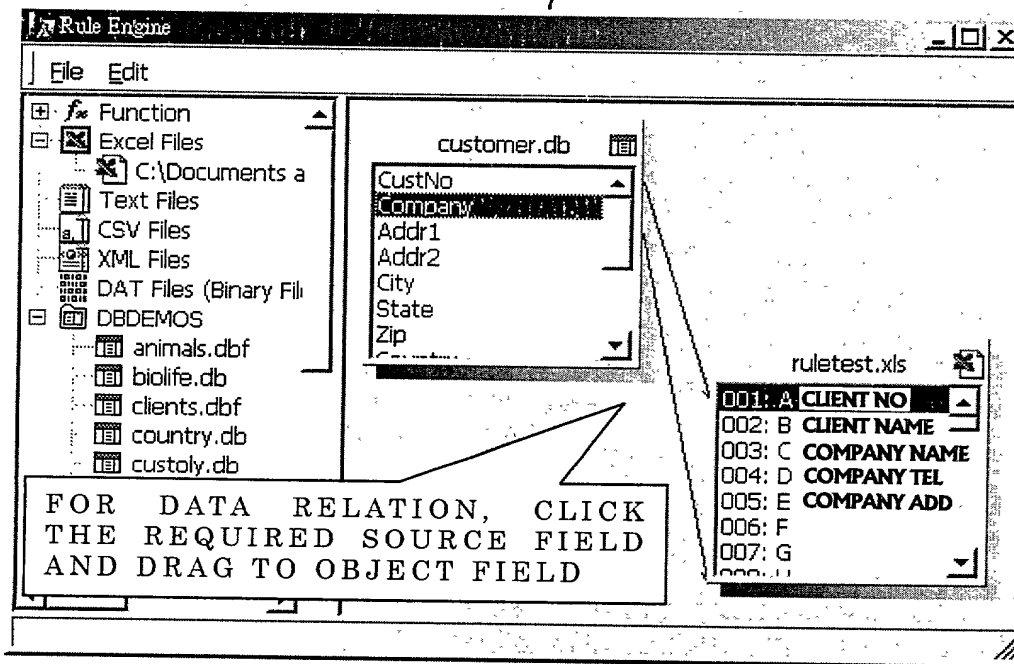 Rule Engine
File Edit
Function
Excel Files
C:\Documents a
Text Files
CSV Files
XML Files
DAT Files (Binary Fil
DBDEMOS
animals.dbf
biolife.db
clients.dbf
country.db
custoly.db
customer.db
CustNo
Company
Addr1
Addr2
City
State
Zip
ruletest.xls
001: A CLIENT NO
002: B CLIENT NAME
003: C COMPANY NAME
004: D COMPANY TEL
005: E COMPANY ADD
006: F
007: G
FOR DATA RELATION, CLICK
THE REQUIRED SOURCE FIELD
AND DRAG TO OBJECT FIELD